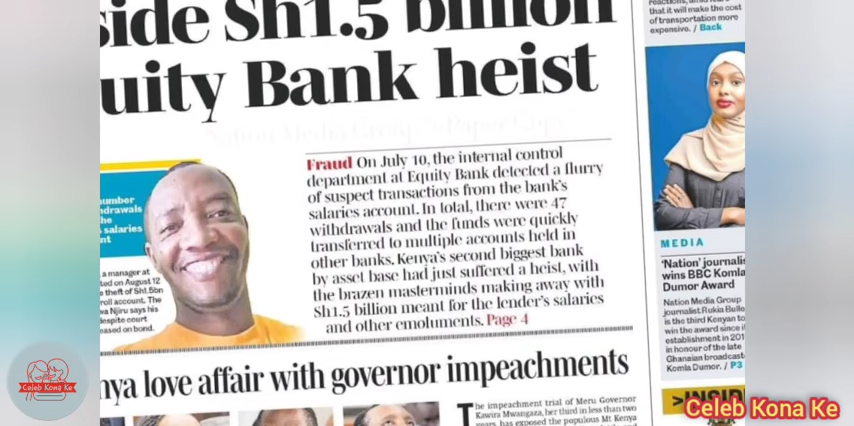 side Sh1.5 billion
uity Bank heist
Fraud On July 10, the internal control
department at Equity Bank detected a flurry
of suspect transactions from the bank's
salaries account. In total, there were 47
withdrawals and the funds were quickly
transferred to multiple accounts held in
other banks. Kenya's second biggest bank
by asset base had just suffered a heist, with
the brazen masterminds making away with
Sh1.5 billion meant for the lender's salaries
and other emoluments. Page 4
umber
hdrawals
he
salaries
nt
a manager at
ted on August 12
theft of Sh1.5bn
roll account. The
va Njiru says his
espite court
eased on bond.
nya love affair with governor impeachments
The impeachment trial of Meru Governor
Kawira Mwangaza, her third in less than two
years, has exposed the populous Mt Kenya
that it will make the cost
of transportation more
expensive. / Back
MEDIA
'Nation' journalis
wins BBC Komla
Dumor Award
Nation Media Group
journalist Rukia Bulle
is the third Kenyan to
win the award since i
establishment in 201
in honour of the late
Ghanaian broadcast
Komla Dumor. / P3
>INSID
Celeb Kona Ke
Celeb Kona Ke